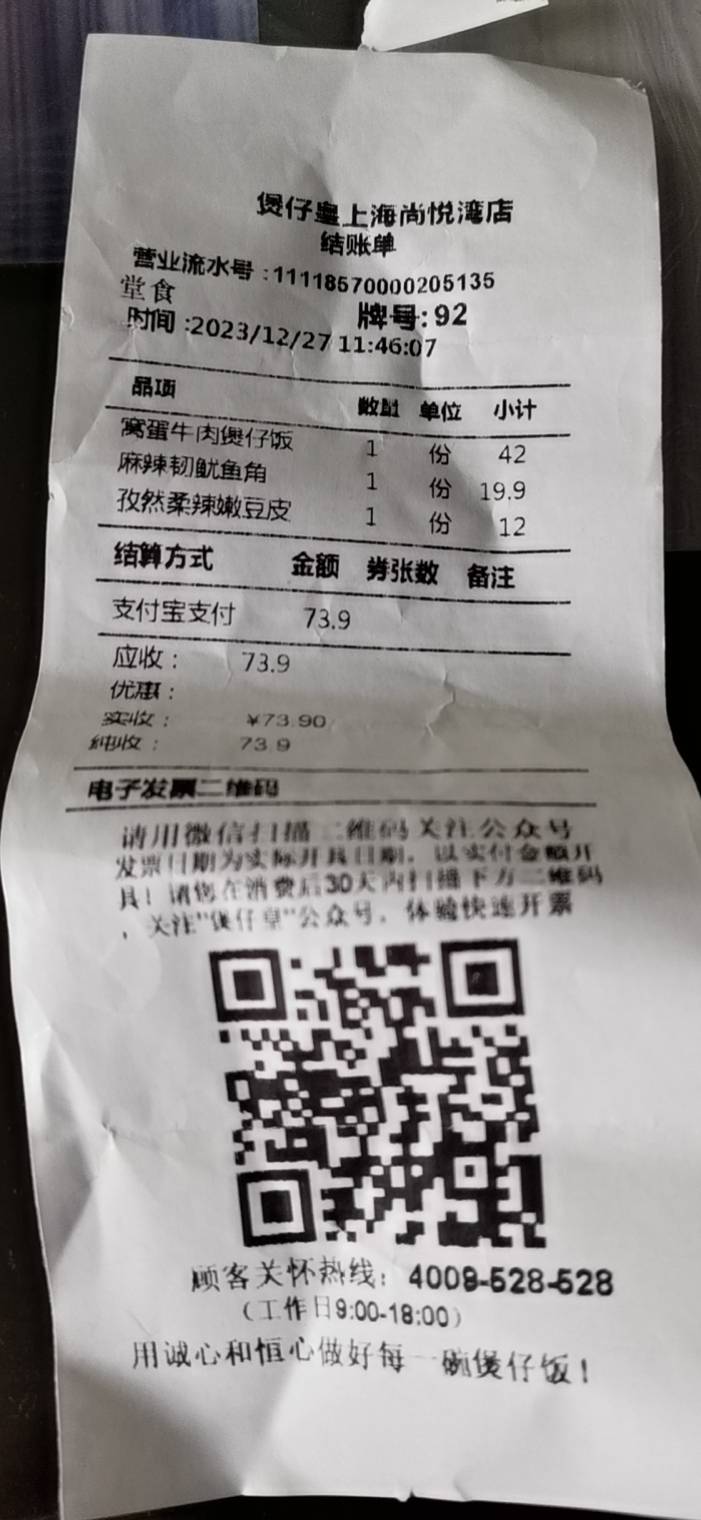 煲仔皇上海尚悦湾店
结账单
营业流水号:11118570000205135
堂食
牌号:92
时间:2023/12/27 11:46:07
品项 数量 单位 小计
窝蛋牛肉煲仔饭 1 份 42
麻辣韧鱿鱼角 1 份 19.9
孜然柔辣嫩豆皮 1 份 12
结算方式 金额 券张数 备注
支付宝支付 73.9
应收: 73.9
优惠:
实收: ¥73.90
纯收: 73.9
电子发票二维码
请用微信扫描二维码关注公众号
发票日期为实际开具日期,以实付金额开
具!请您在消费后30天内扫描下方二维码
,关注"煲仔皇"公众号,体验快速开票
顾客关怀热线:4009-528-528
(工作日9:00-18:00)
用诚心和恒心做好每一碗煲仔饭!